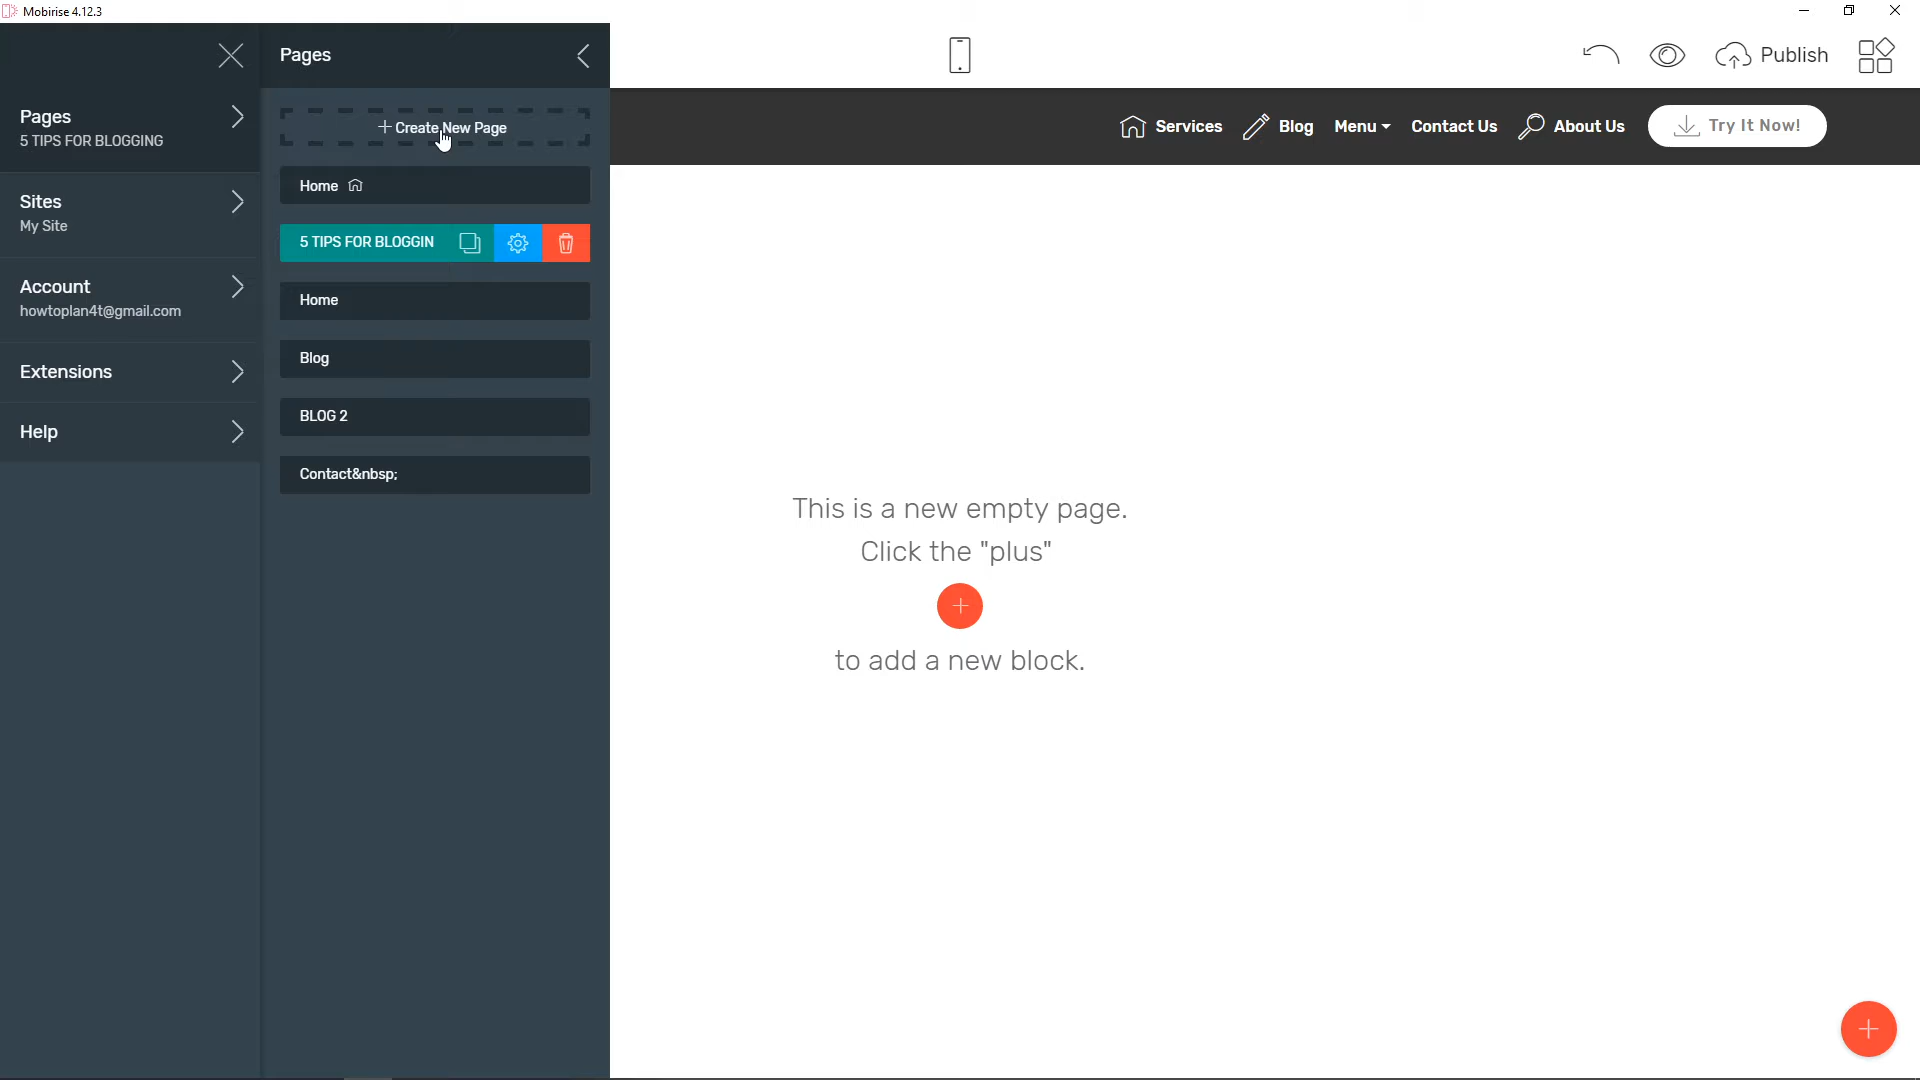 Mobirise 4.12.3
Pages
Publish
Pages
5 TIPS FOR BLOGGING
Sites
My Site
Account
howtoplan4t@gmail.com
Extensions
Help
+ Create New Page
Home
5 TIPS FOR BLOGGIN
Home
Blog
BLOG 2
Contact&nbsp;
Services Blog Menu Contact Us About Us Try It Now!
This is a new empty page.
Click the "plus"
to add a new block.